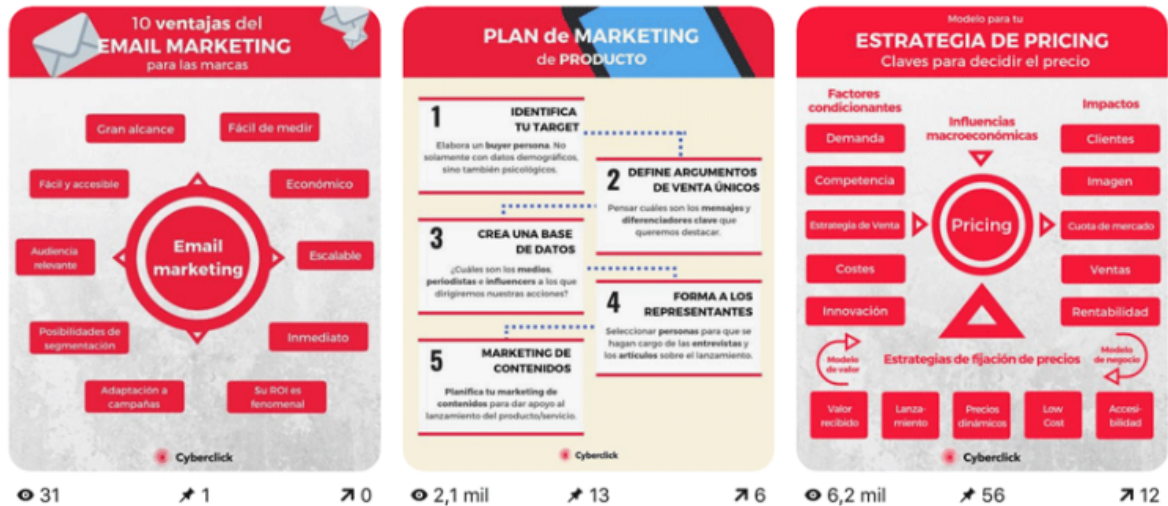 10 ventajas del
EMAIL MARKETING
para las marcas
Gran alcance
Fácil de medir
Fácil y accesible
Económico
Audiencia
relevante
Email
marketing
Escalable
Posibilidades de
segmentación
Inmediato
Adaptación a
campañas
Su ROI es
fenomenal
Cyberclick
31
1
0
PLAN de MARKETING
de PRODUCTO
1
IDENTIFICA
TU TARGET
Elabora un buyer persona. No
solamente con datos demográficos,
sino también psicológicos.
2
DEFINE ARGUMENTOS
DE VENTA ÚNICOS
Pensar cuáles son los mensajes y
diferenciadores clave que
queremos destacar.
3
CREA UNA BASE
DE DATOS
¿Cuáles son los medios,
periodistas e influencers a los que
dirigiremos nuestras acciones?
4
FORMA A LOS
REPRESENTANTES
Seleccionar personas para que se
hagan cargo de las entrevistas y
los artículos sobre el lanzamiento.
5
MARKETING DE
CONTENIDOS
Planifica tu marketing de
contenidos para dar apoyo al
lanzamiento del producto/servicio.
Cyberclick
2,1 mil
13
6
Modelo para tu
ESTRATEGIA DE PRICING
Claves para decidir el precio
Factores
condicionantes
Influencias
macroeconómicas
Impactos
Demanda
Clientes
Competencia
Imagen
Estrategia de Venta
Pricing
Cuota de mercado
Costes
Ventas
Innovación
Rentabilidad
Modelo
de valor
Estrategias de fijación de precios
Modelo
de negocio
Valor
recibido
Lanza-
miento
Precios
dinámicos
Low
Cost
Accesi-
bilidad
Cyberclick
6,2 mil
56
12